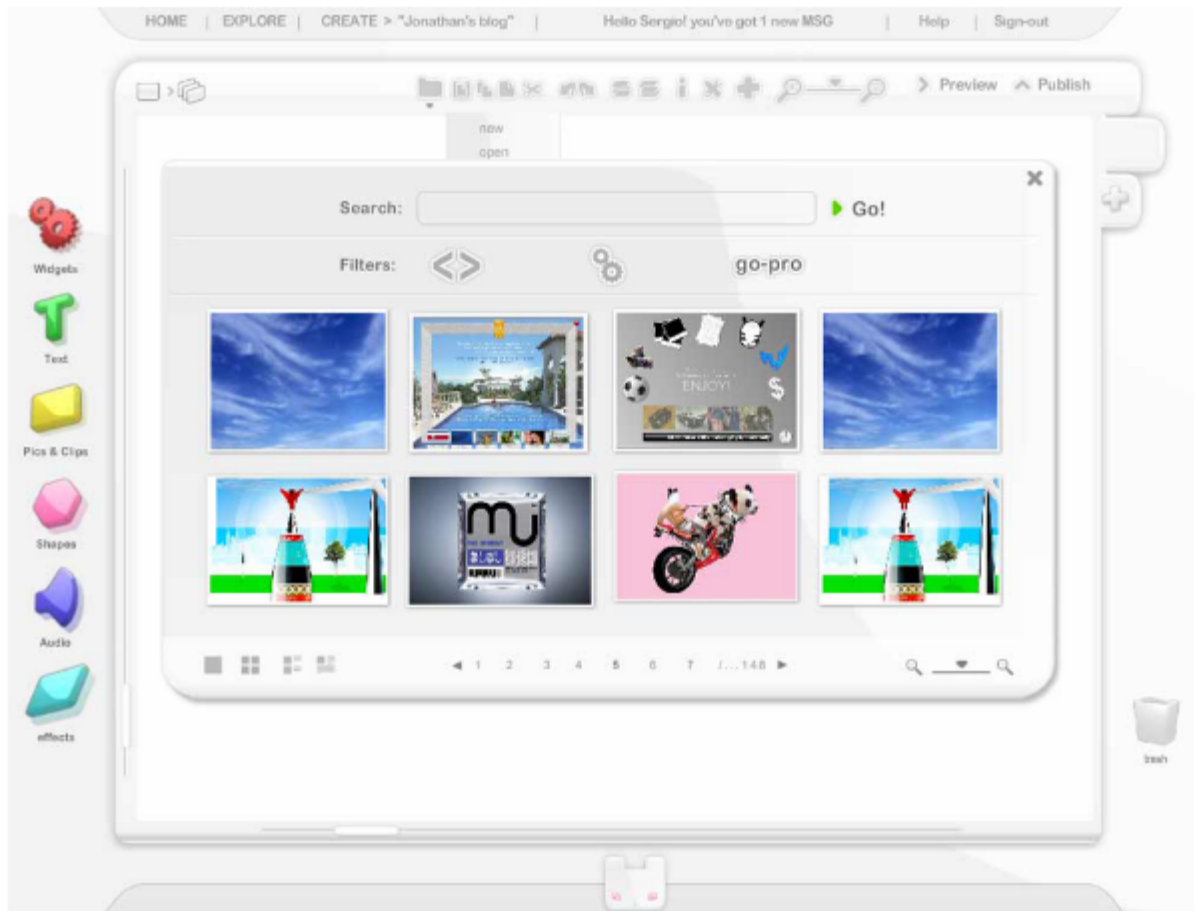 HOME | EXPLORE | CREATE > "Jonathan's blog" | Hello Sergio! you've got 1 new MSG | Help | Sign-out
> Preview ^ Publish
new
open
Search: Go!
Filters: <> go-pro
Widgets
Text
Pics & Clips
Shapes
Audio
effects
ENJOY!
1 2 3 4 5 6 7 /...148
trash